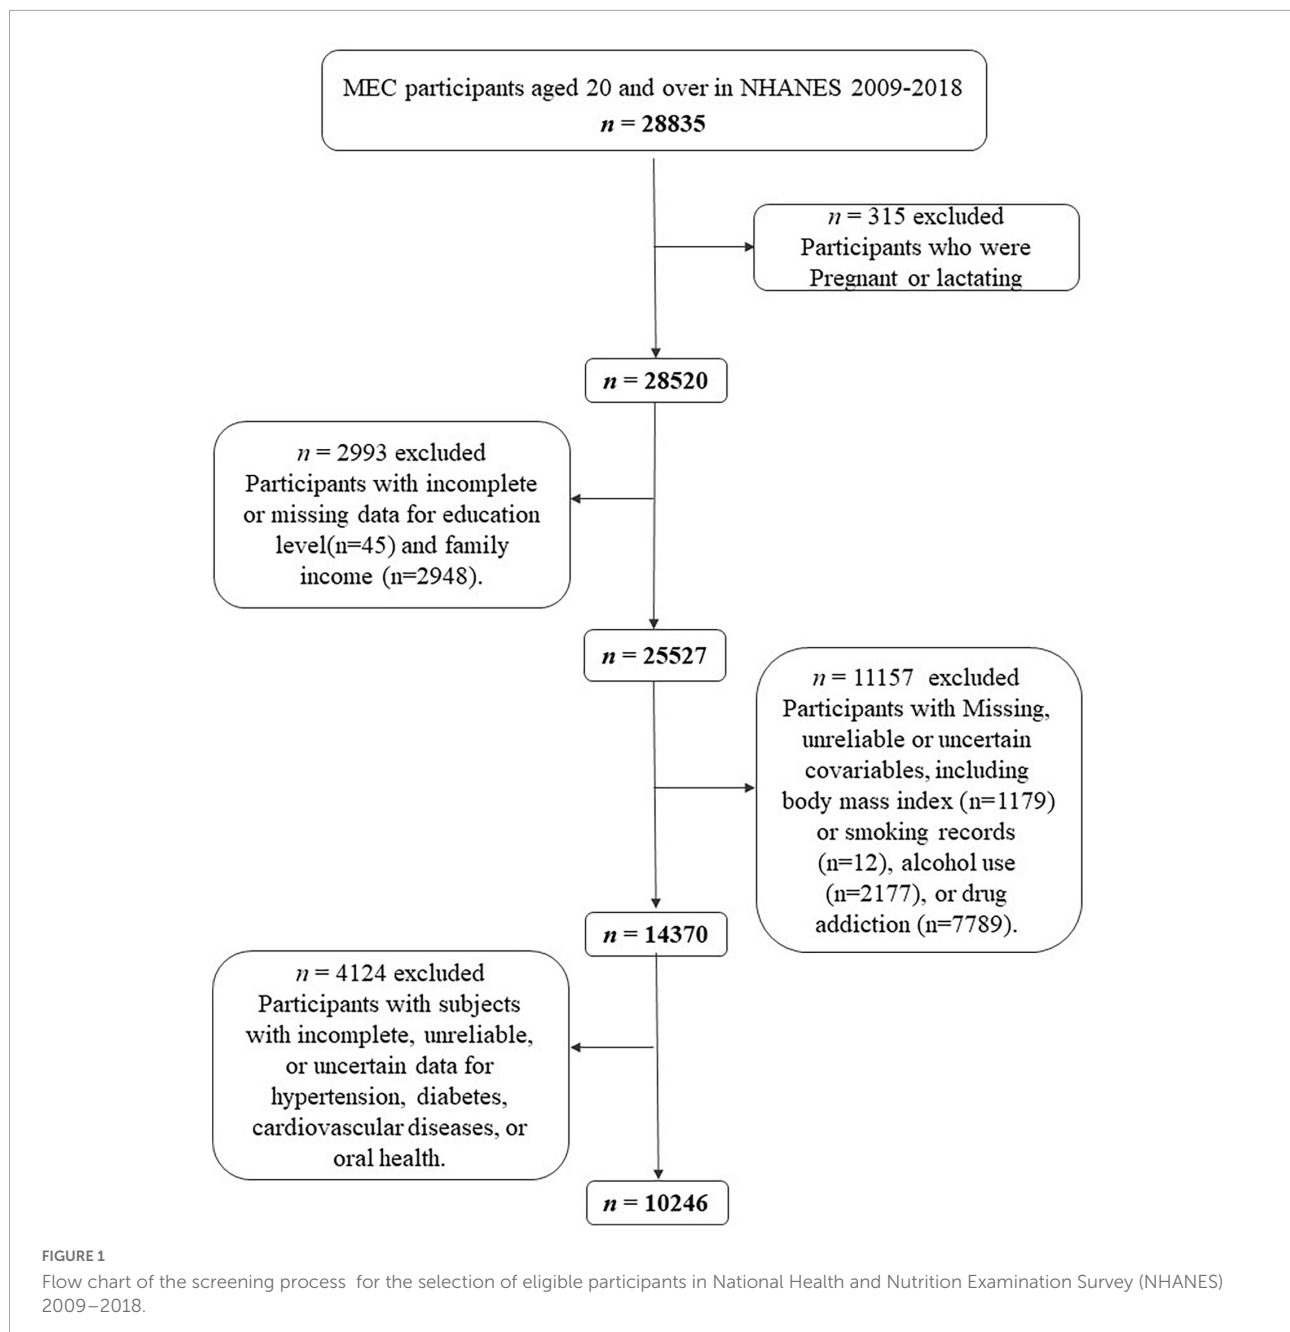 MEC participants aged 20 and over in NHANES 2009-2018
n = 28835
n = 315 excluded
Participants who were
Pregnant or lactating
n = 28520
n = 2993 excluded
Participants with incomplete
or missing data for education
level(n=45) and family
income (n=2948).
n = 25527
n = 11157 excluded
Participants with Missing,
unreliable or uncertain
covariables, including
body mass index (n=1179)
or smoking records
(n=12), alcohol use
(n=2177), or drug
addiction (n=7789).
n = 14370
n = 4124 excluded
Participants with subjects
with incomplete, unreliable,
or uncertain data for
hypertension, diabetes,
cardiovascular diseases, or
oral health.
n = 10246
FIGURE 1
Flow chart of the screening process for the selection of eligible participants in National Health and Nutrition Examination Survey (NHANES)
2009–2018.